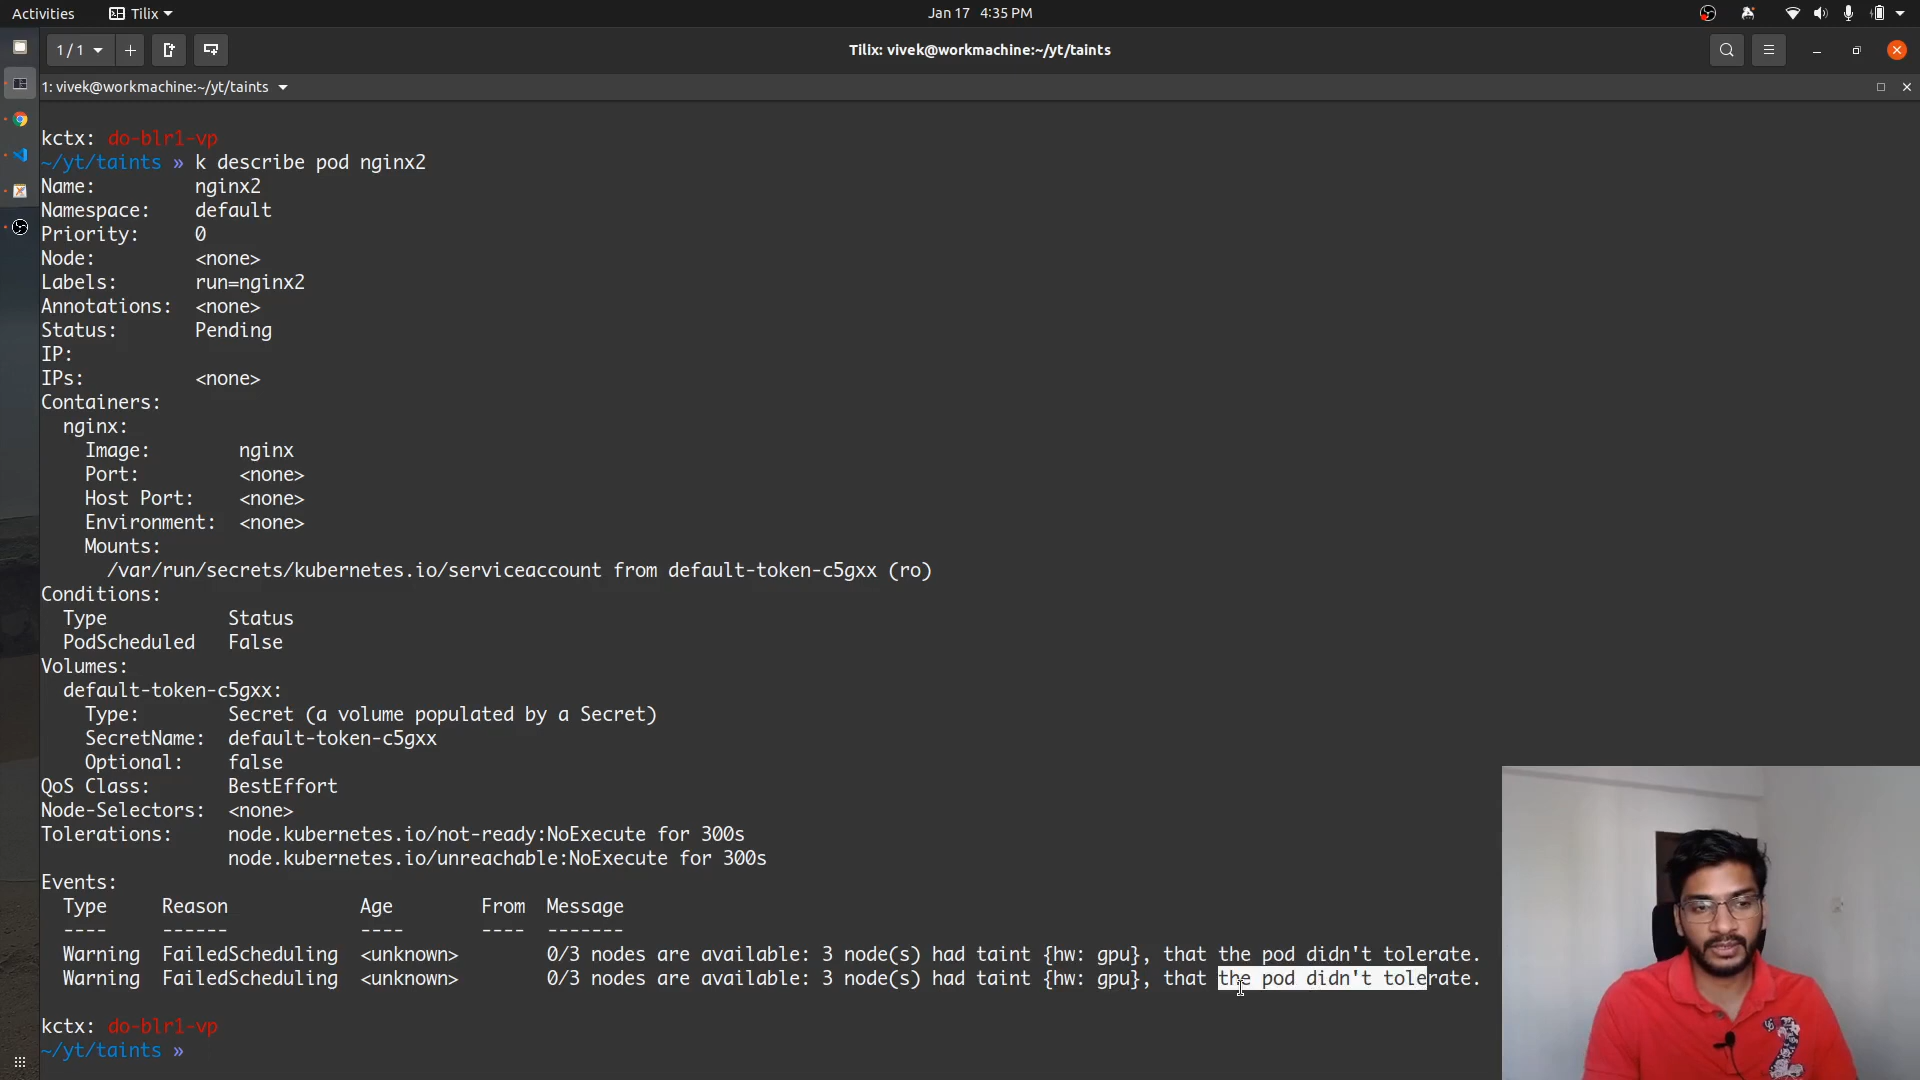 Activities Tilix Jan 17 4:35 PM
1 / 1 Tilix: vivek@workmachine:~/yt/taints
1: vivek@workmachine:~/yt/taints
kctx: do-blr1-vp
~/yt/taints » k describe pod nginx2
Name: nginx2
Namespace: default
Priority: 0
Node: <none>
Labels: run=nginx2
Annotations: <none>
Status: Pending
IP:
IPs: <none>
Containers:
nginx:
Image: nginx
Port: <none>
Host Port: <none>
Environment: <none>
Mounts:
/var/run/secrets/kubernetes.io/serviceaccount from default-token-c5gxx (ro)
Conditions:
Type Status
PodScheduled False
Volumes:
default-token-c5gxx:
Type: Secret (a volume populated by a Secret)
SecretName: default-token-c5gxx
Optional: false
QoS Class: BestEffort
Node-Selectors: <none>
Tolerations: node.kubernetes.io/not-ready:NoExecute for 300s
node.kubernetes.io/unreachable:NoExecute for 300s
Events:
Type Reason Age From Message
---- ------ ---- ---- -------
Warning FailedScheduling <unknown> 0/3 nodes are available: 3 node(s) had taint {hw: gpu}, that the pod didn't tolerate.
Warning FailedScheduling <unknown> 0/3 nodes are available: 3 node(s) had taint {hw: gpu}, that the pod didn't tolerate.
kctx: do-blr1-vp
~/yt/taints »